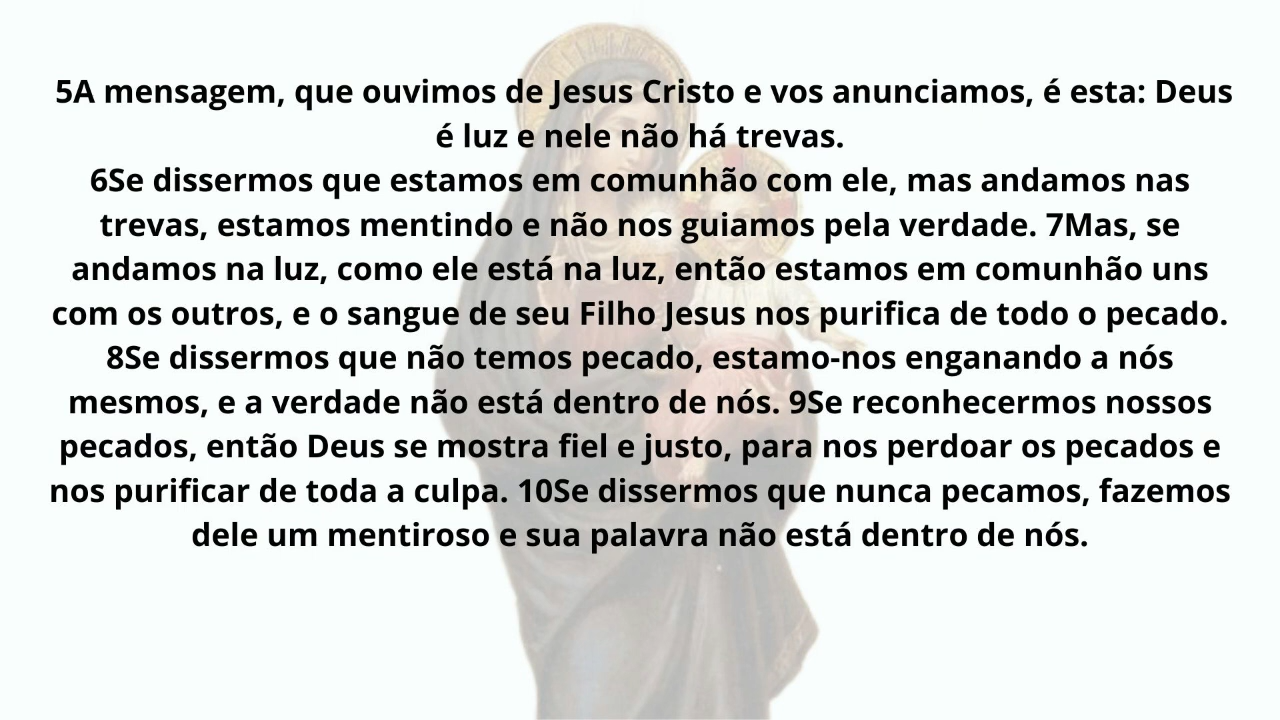 5A mensagem, que ouvimos de Jesus Cristo e vos anunciamos, é esta: Deus
é luz e nele não há trevas.
6Se dissermos que estamos em comunhão com ele, mas andamos nas
trevas, estamos mentindo e não nos guiamos pela verdade. 7Mas, se
andamos na luz, como ele está na luz, então estamos em comunhão uns
com os outros, e o sangue de seu Filho Jesus nos purifica de todo o pecado.
8Se dissermos que não temos pecado, estamo-nos enganando a nós
mesmos, e a verdade não está dentro de nós. 9Se reconhecermos nossos
pecados, então Deus se mostra fiel e justo, para nos perdoar os pecados e
nos purificar de toda a culpa. 10Se dissermos que nunca pecamos, fazemos
dele um mentiroso e sua palavra não está dentro de nós.